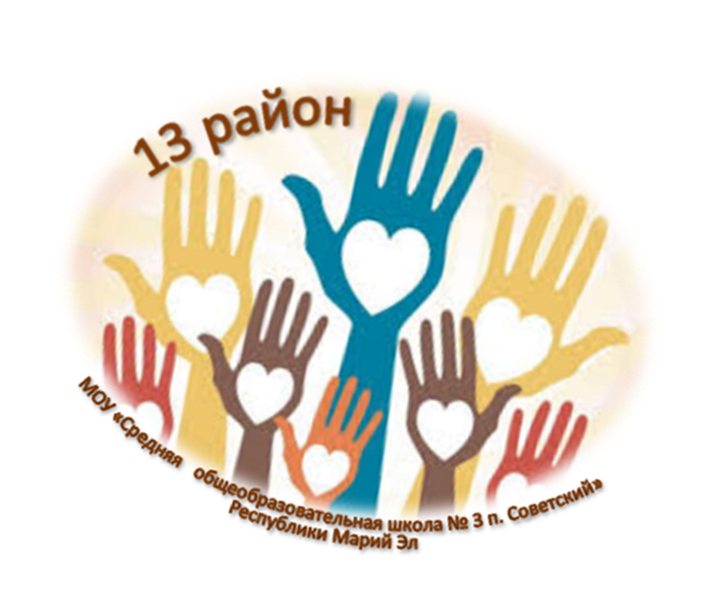 13 район
МОУ «Средняя общеобразовательная школа № 3 п. Советский»
Республики Марий Эл